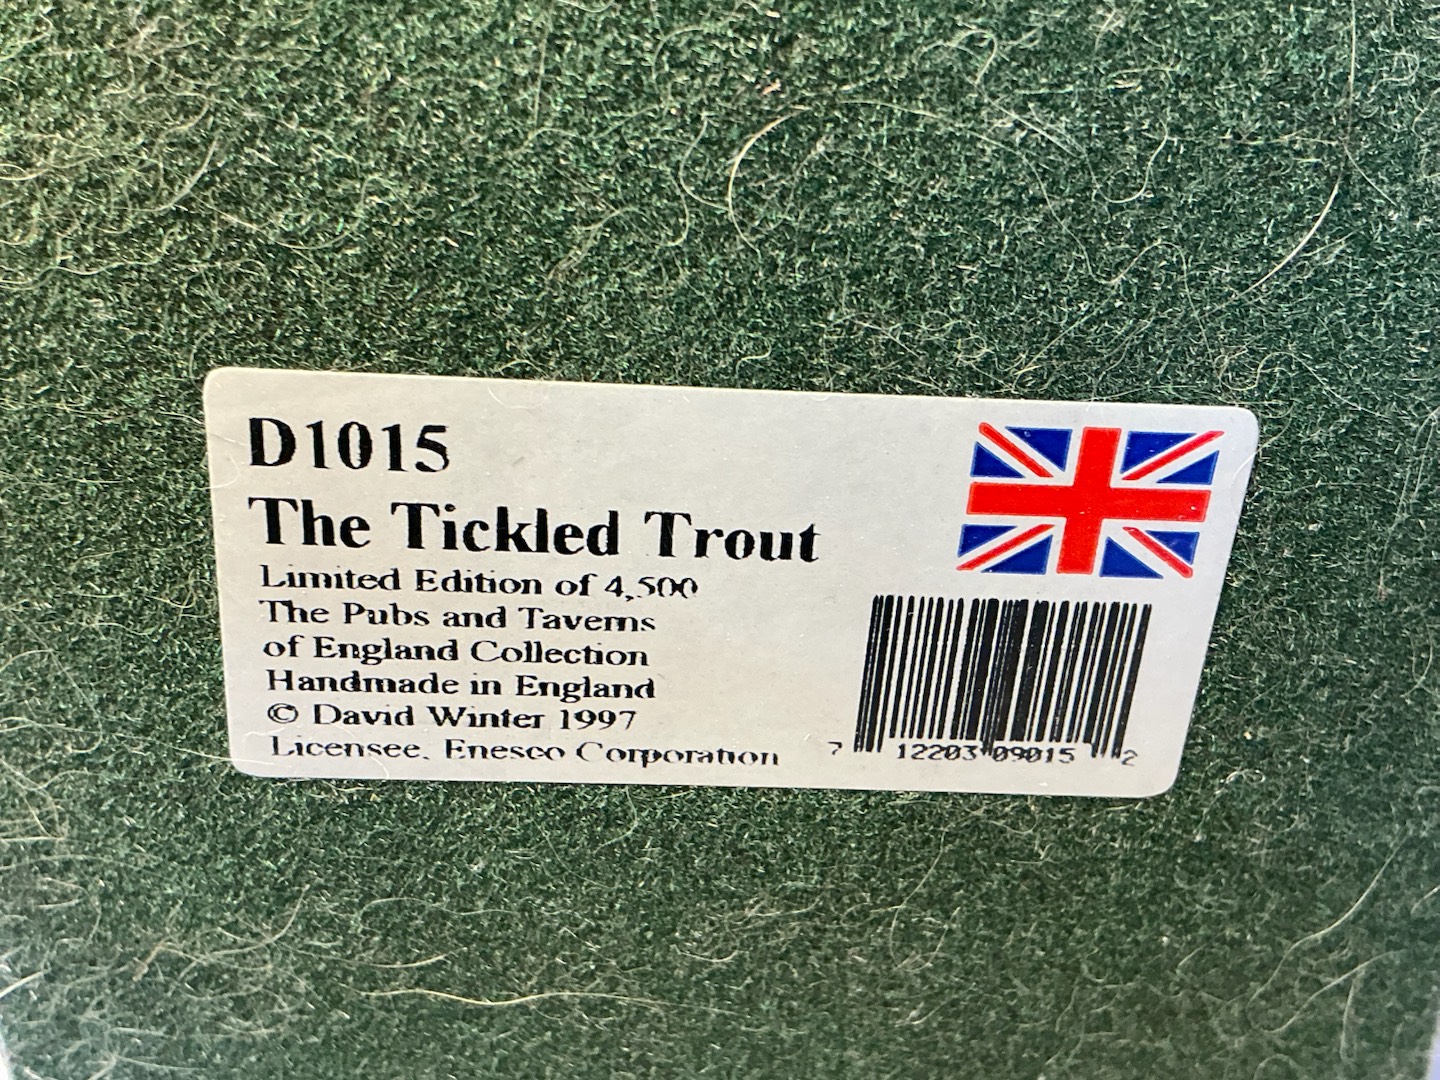 D1015
The Tickled Trout
Limited Edition of 4,500
The Pubs and Taverns
of England Collection
Handmade in England
© David Winter 1997
Licensee. Enesco Corporation
7 12203 09015 2